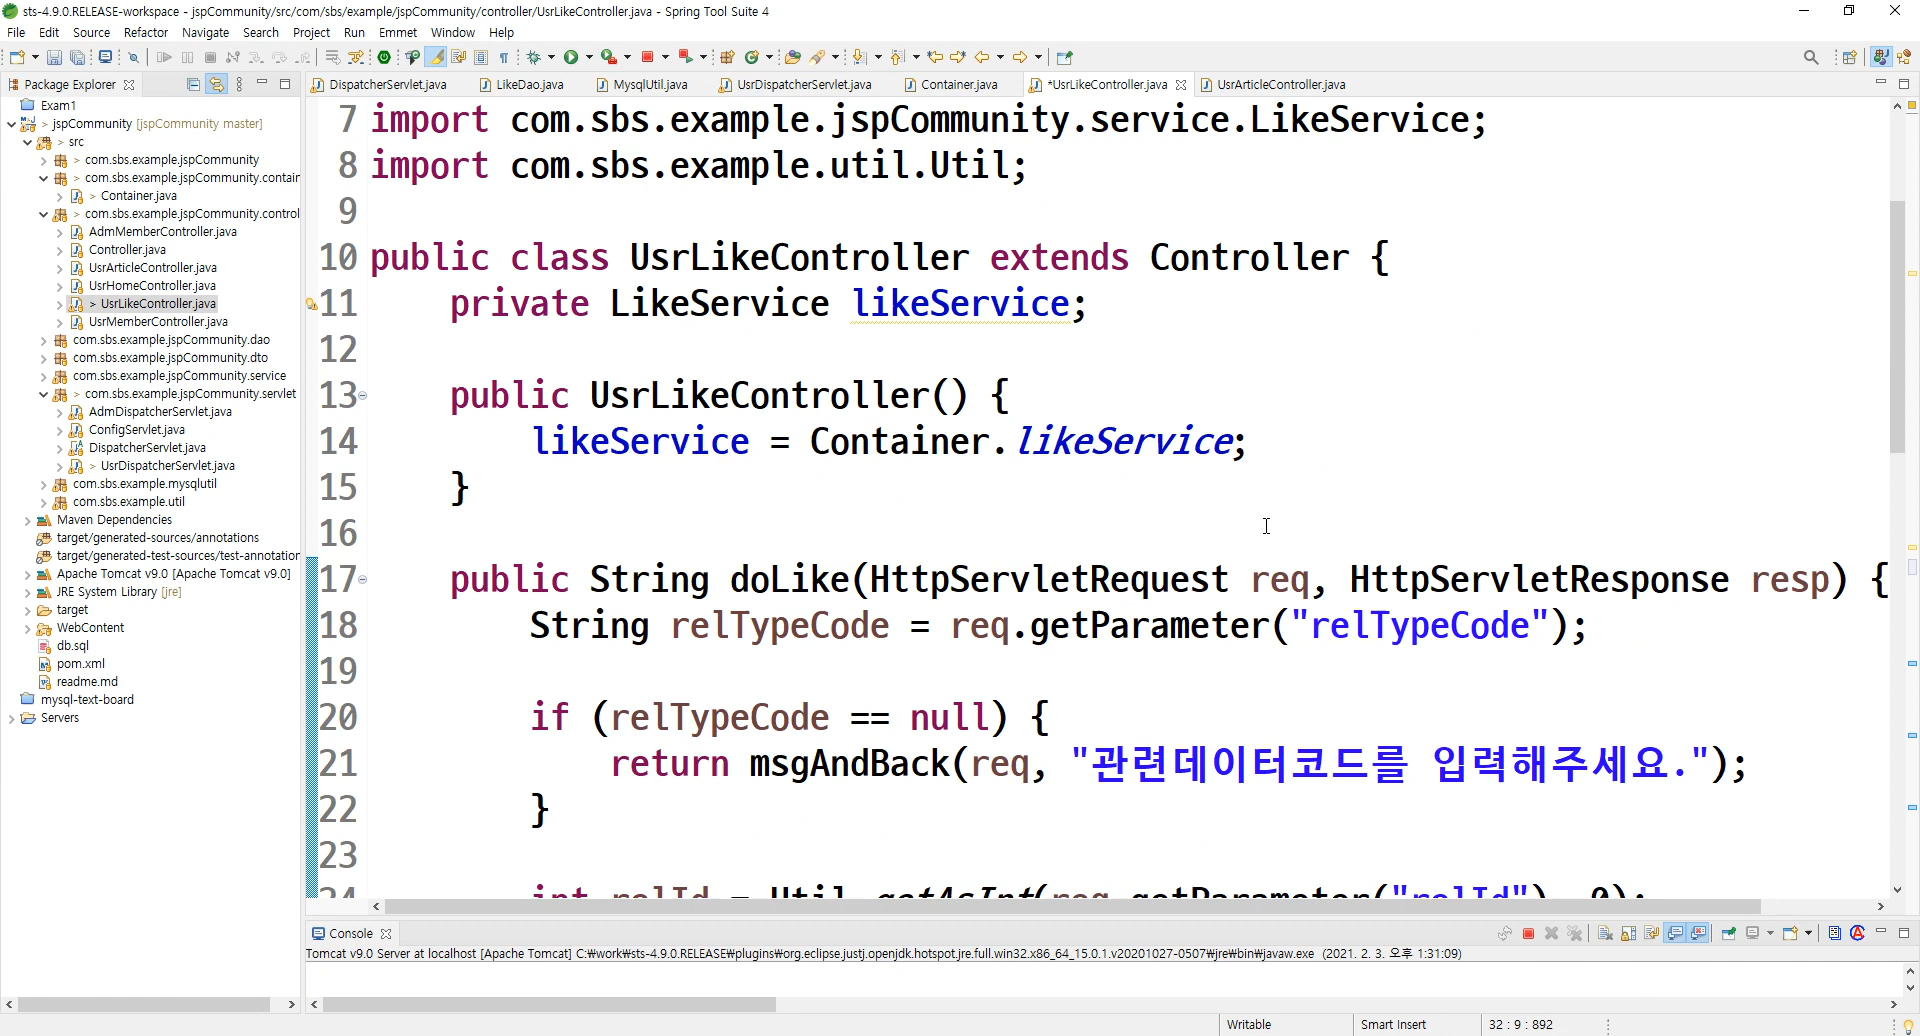 sts-4.9.0.RELEASE-workspace - jspCommunity/src/com/sbs/example/jspCommunity/controller/UsrLikeController.java - Spring Tool Suite 4
File Edit Source Refactor Navigate Search Project Run Emmet Window Help
Package Explorer
DispatcherServlet.java LikeDao.java MysqlUtil.java UsrDispatcherServlet.java Container.java *UsrLikeController.java UsrArticleController.java
Exam1
> jspCommunity [jspCommunity master]
> src
> com.sbs.example.jspCommunity
> com.sbs.example.jspCommunity.contain
> Container.java
> com.sbs.example.jspCommunity.control
AdmMemberController.java
Controller.java
UsrArticleController.java
UsrHomeController.java
> UsrLikeController.java
UsrMemberController.java
com.sbs.example.jspCommunity.dao
com.sbs.example.jspCommunity.dto
com.sbs.example.jspCommunity.service
> com.sbs.example.jspCommunity.servlet
AdmDispatcherServlet.java
ConfigServlet.java
DispatcherServlet.java
> UsrDispatcherServlet.java
com.sbs.example.mysqlutil
com.sbs.example.util
Maven Dependencies
target/generated-sources/annotations
target/generated-test-sources/test-annotation
Apache Tomcat v9.0 [Apache Tomcat v9.0]
JRE System Library [jre]
target
WebContent
db.sql
pom.xml
readme.md
mysql-text-board
Servers
7 import com.sbs.example.jspCommunity.service.LikeService;
8 import com.sbs.example.util.Util;
9
10 public class UsrLikeController extends Controller {
11 private LikeService likeService;
12
13 public UsrLikeController() {
14 likeService = Container.likeService;
15 }
16
17 public String doLike(HttpServletRequest req, HttpServletResponse resp) {
18 String relTypeCode = req.getParameter("relTypeCode");
19
20 if (relTypeCode == null) {
21 return msgAndBack(req, "관련데이터코드를 입력해주세요.");
22 }
23
24 int relId = Util.getAsInt(req.getParameter("relId"), 0);
Console
Tomcat v9.0 Server at localhost [Apache Tomcat] C:₩work₩sts-4.9.0.RELEASE₩plugins₩org.eclipse.justj.openjdk.hotspot.jre.full.win32.x86_64_15.0.1.v20201027-0507₩jre₩bin₩javaw.exe (2021. 2. 3. 오후 1:31:09)
Writable Smart Insert 32 : 9 : 892